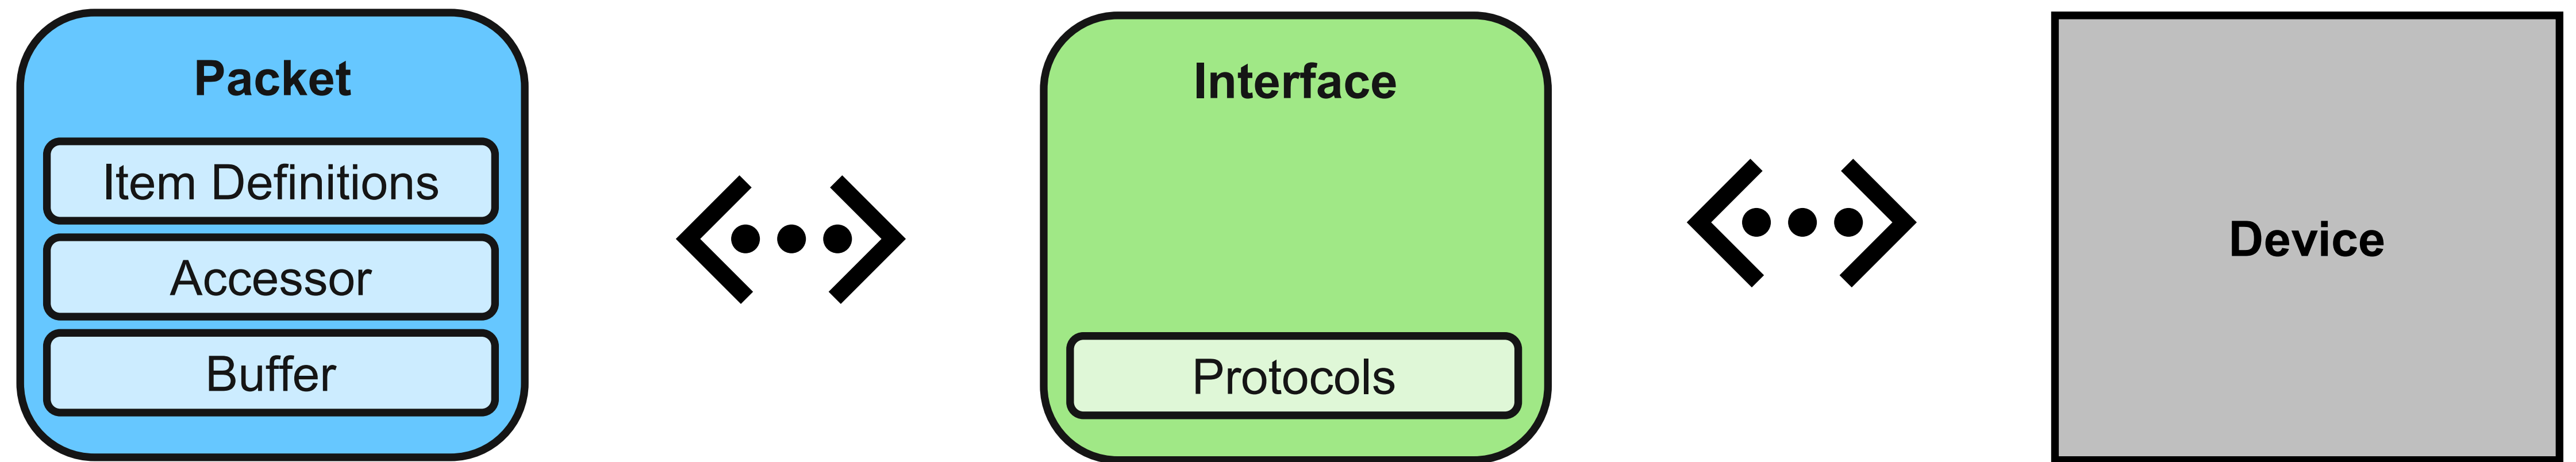 Packet
Item Definitions
Accessor
Buffer
Interface
Protocols
Device